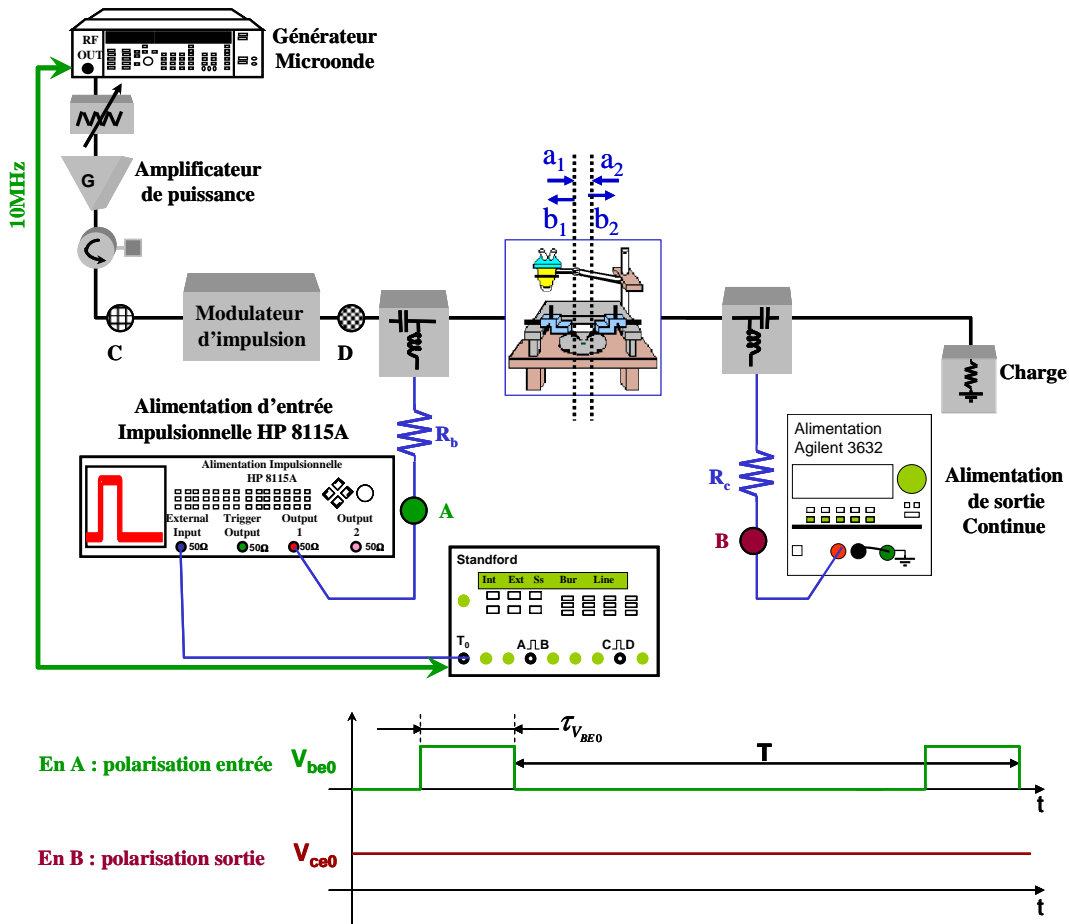 RF
OUT
Générateur
Microonde
10MHz
G
Amplificateur
de puissance
a1 a2
b1 b2
Modulateur
d’impulsion
C
D
Charge
Alimentation d’entrée
Impulsionnelle HP 8115A
Rb
Alimentation Impulsionnelle
HP 8115A
External
Input
Trigger
Output
Output
1
Output
2
50Ω 50Ω 50Ω 50Ω
A
Rc
B
Alimentation
Agilent 3632
Alimentation
de sortie
Continue
Standford
Int Ext Ss Bur Line
T0
A B
C D
τVBE0
En A : polarisation entrée
Vbe0
T
t
En B : polarisation sortie
Vce0
t